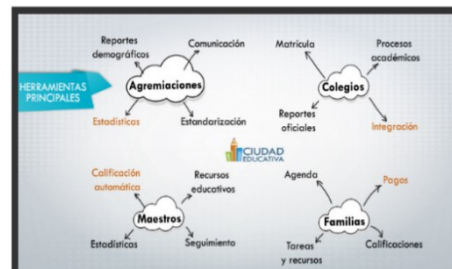 HERRAMIENTAS
PRINCIPALES
Reportes
demográficos
Comunicación
Agremiaciones
Estadísticas
Estandarización
Matricula
Procesos
académicos
Colegios
Reportes
oficiales
Integración
CIUDAD
EDUCATIVA
Calificación
automática
Recursos
educativos
Maestros
Estadísticas
Seguimiento
Agenda
Pagos
Familias
Tareas
y recursos
Calificaciones